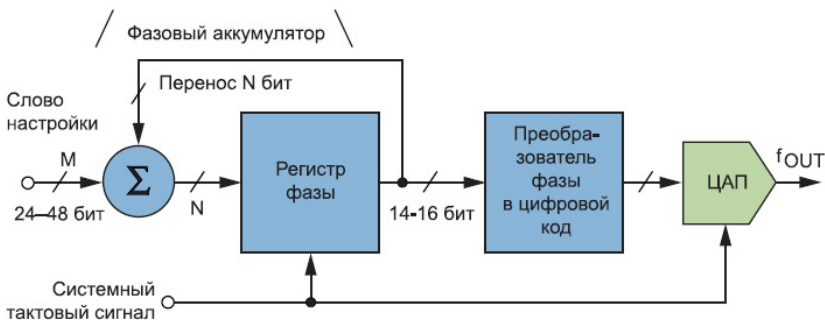 Фазовый аккумулятор
Перенос N бит
Слово
настройки
M
24–48 бит
Σ
N
Регистр
фазы
14-16 бит
Преобра-
зователь
фазы
в цифровой
код
ЦАП
fOUT
Системный
тактовый сигнал